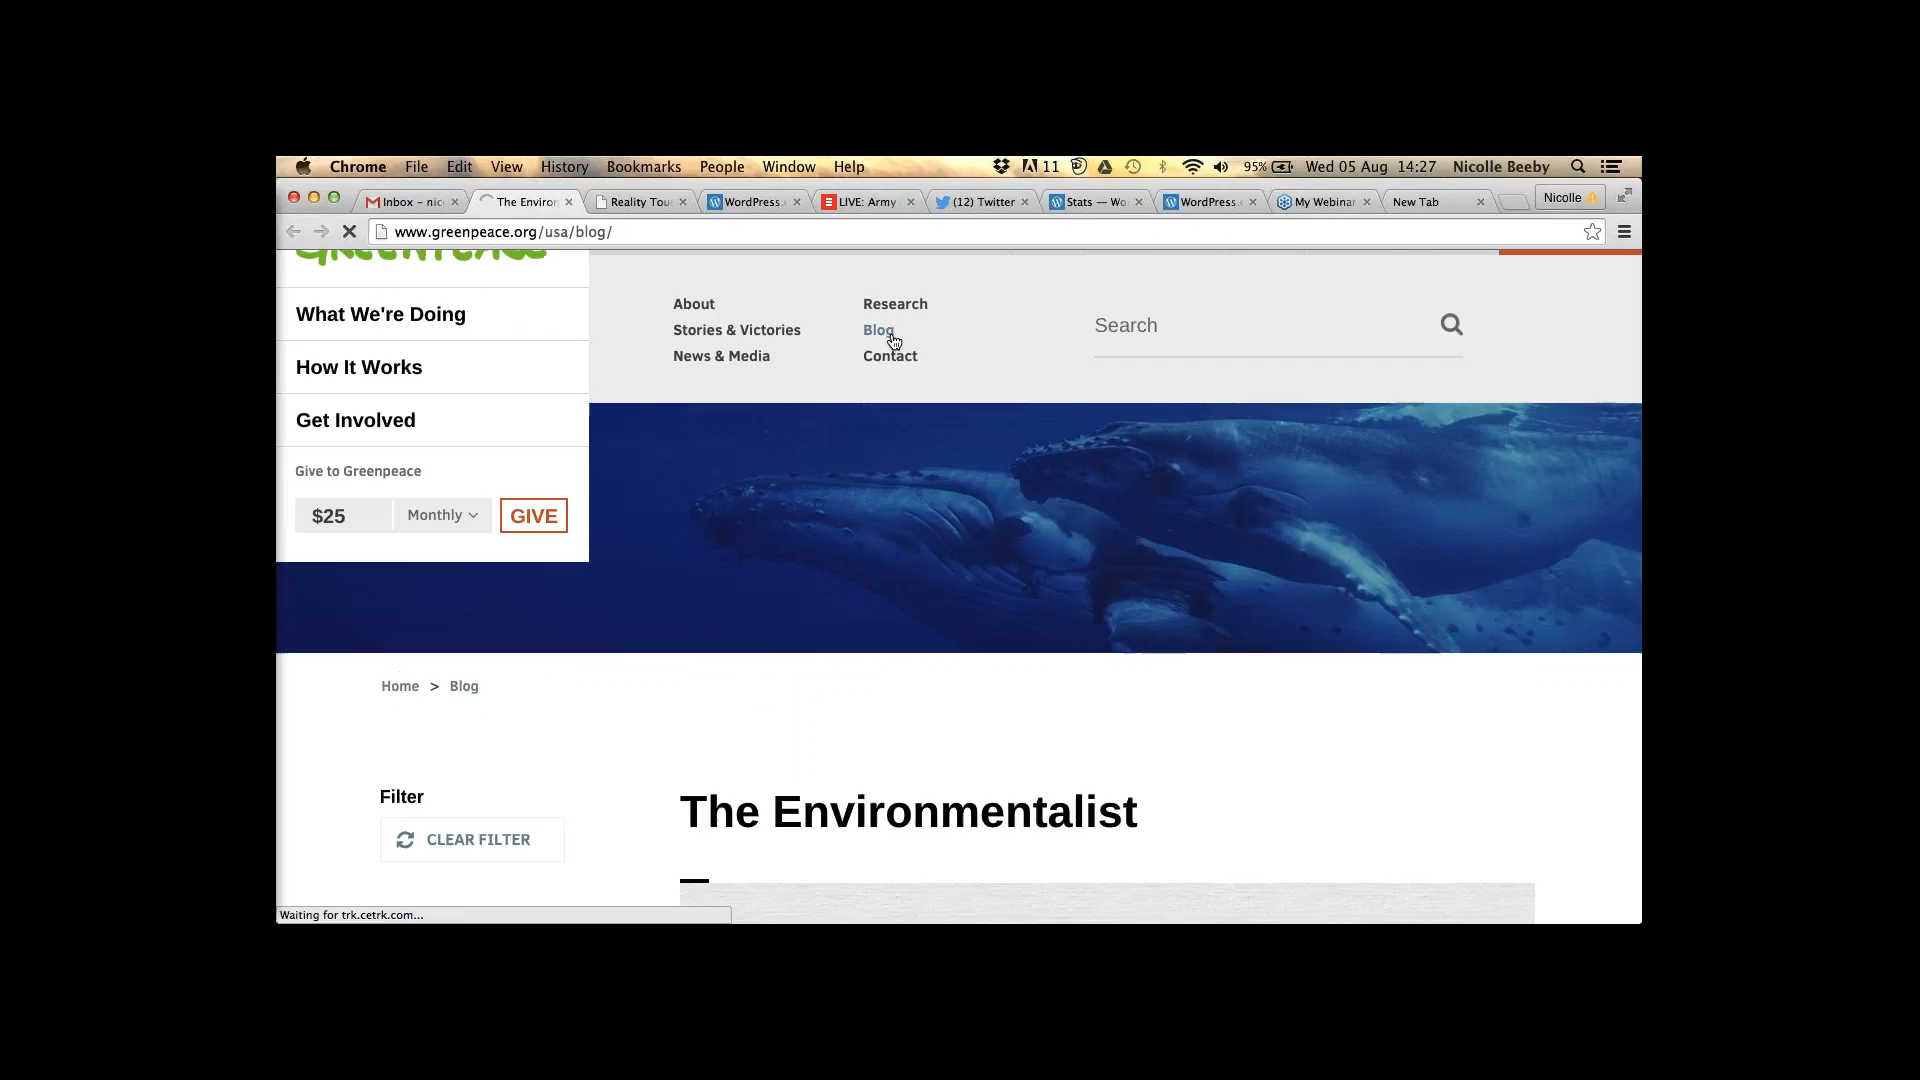 Chrome File Edit View History Bookmarks People Window Help 11 95% Wed 05 Aug 14:27 Nicolle Beeby
Inbox – nic The Environ Reality Tou WordPress. LIVE: Army (12) Twitter Stats — Wo WordPress. My Webinar New Tab Nicolle
www.greenpeace.org/usa/blog/
GREENPEACE
What We're Doing
How It Works
Get Involved
Give to Greenpeace
$25 Monthly GIVE
About
Stories & Victories
News & Media
Research
Blog
Contact
Search
Home > Blog
Filter
CLEAR FILTER
The Environmentalist
Waiting for trk.cetrk.com...